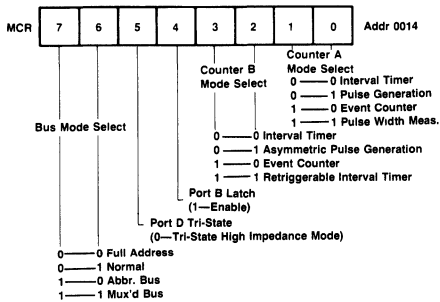 MCR 7 6 5 4 3 2 1 0 Addr 0014
Counter A
Mode Select
0—0 Interval Timer
0—1 Pulse Generation
1—0 Event Counter
1—1 Pulse Width Meas.
Counter B
Mode Select
0—0 Interval Timer
0—1 Asymmetric Pulse Generation
1—0 Event Counter
1—1 Retriggerable Interval Timer
Port B Latch
(1—Enable)
Port D Tri-State
(0—Tri-State High Impedance Mode)
Bus Mode Select
0—0 Full Address
0—1 Normal
1—0 Abbr. Bus
1—1 Mux'd Bus